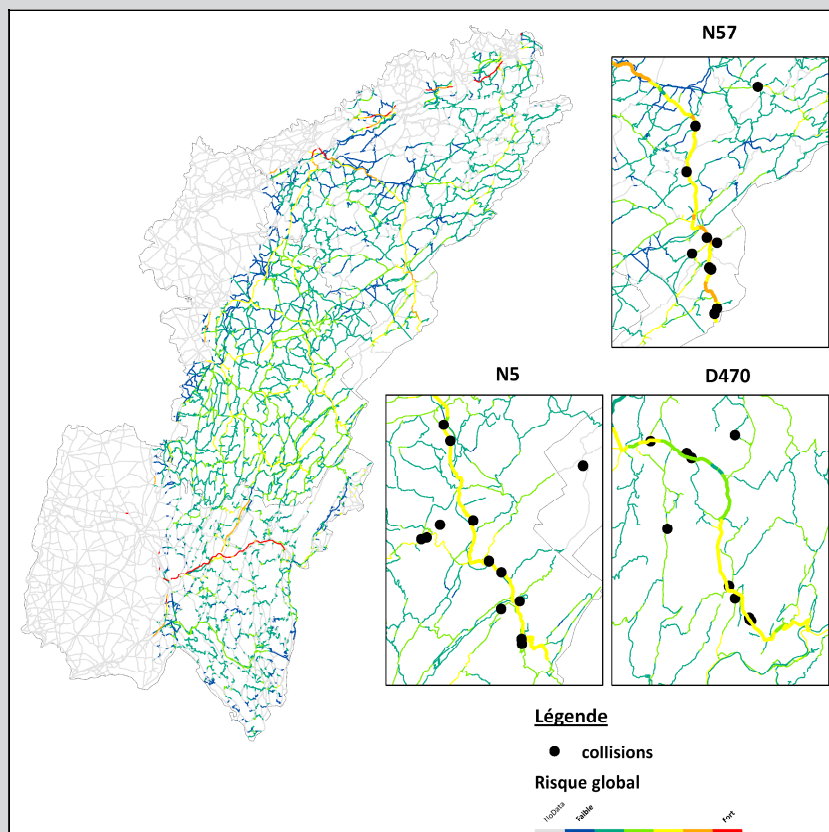 N57
N5
D470
Légende
collisions
Risque global
NoData Faible Fort